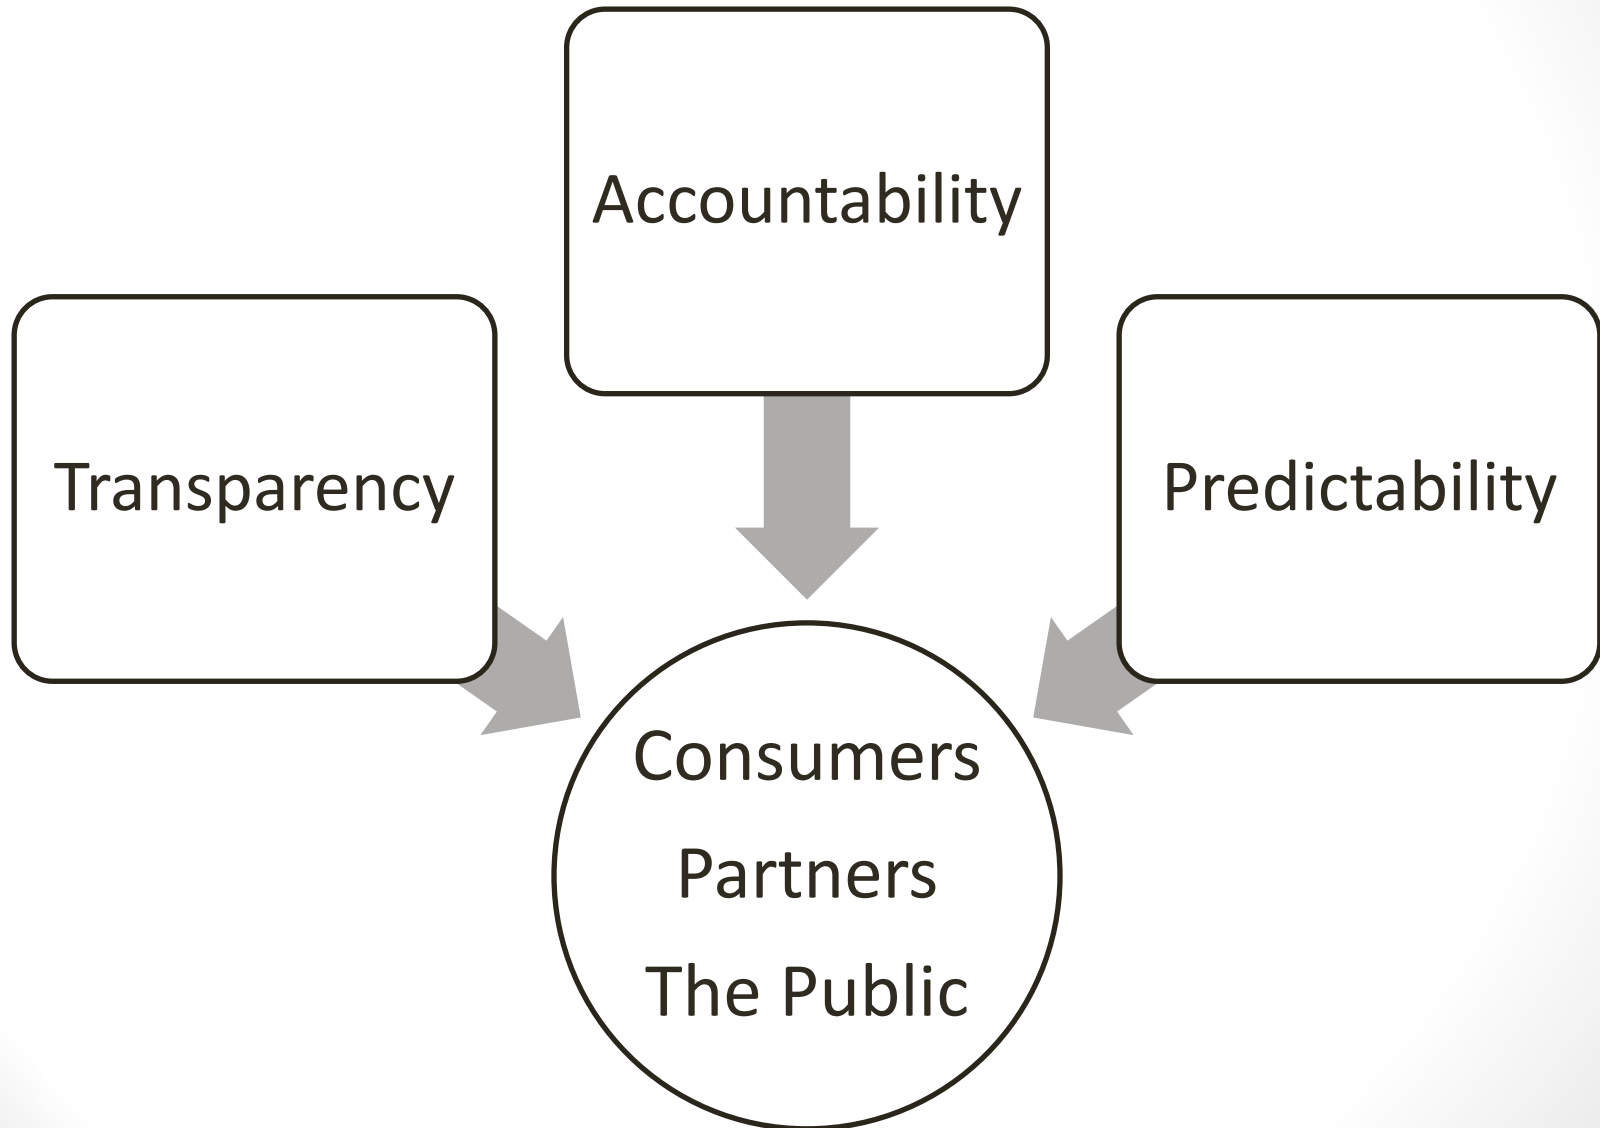 Accountability
Transparency
Predictability
Consumers
Partners
The Public